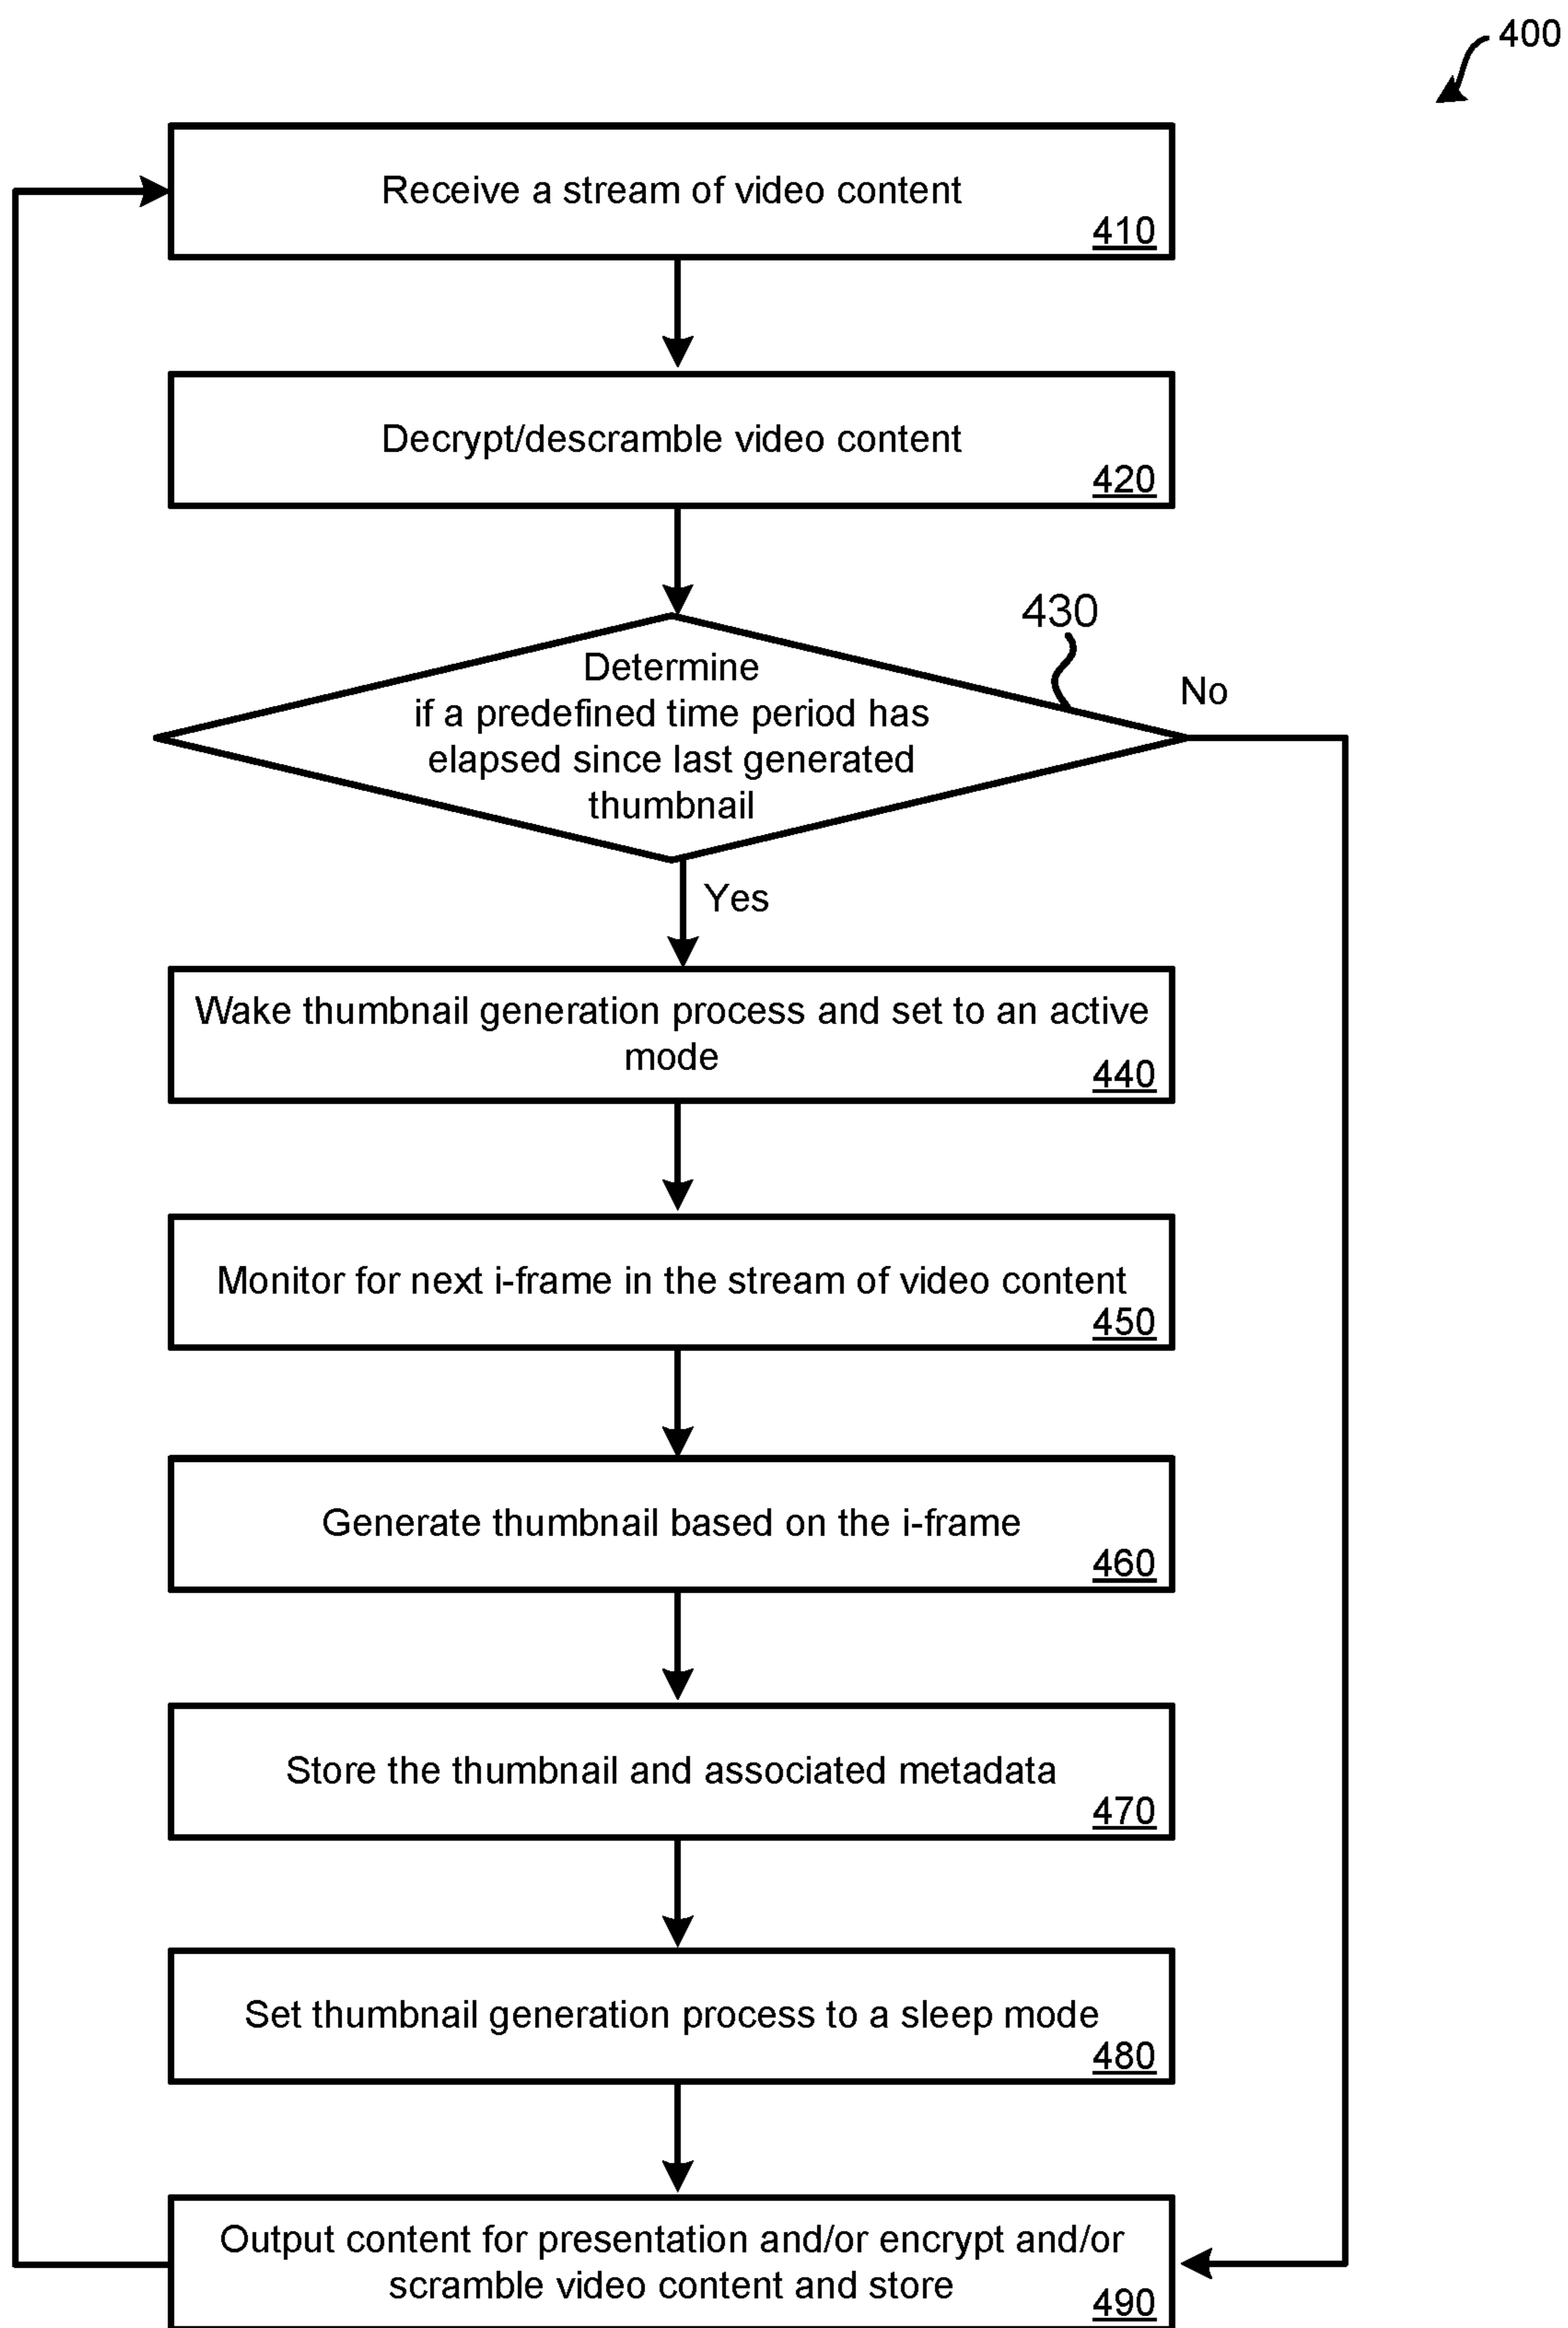 400
Receive a stream of video content
410
Decrypt/descramble video content
420
430
Determine
if a predefined time period has
elapsed since last generated
thumbnail
No
Yes
Wake thumbnail generation process and set to an active
mode
440
Monitor for next i-frame in the stream of video content
450
Generate thumbnail based on the i-frame
460
Store the thumbnail and associated metadata
470
Set thumbnail generation process to a sleep mode
480
Output content for presentation and/or encrypt and/or
scramble video content and store
490